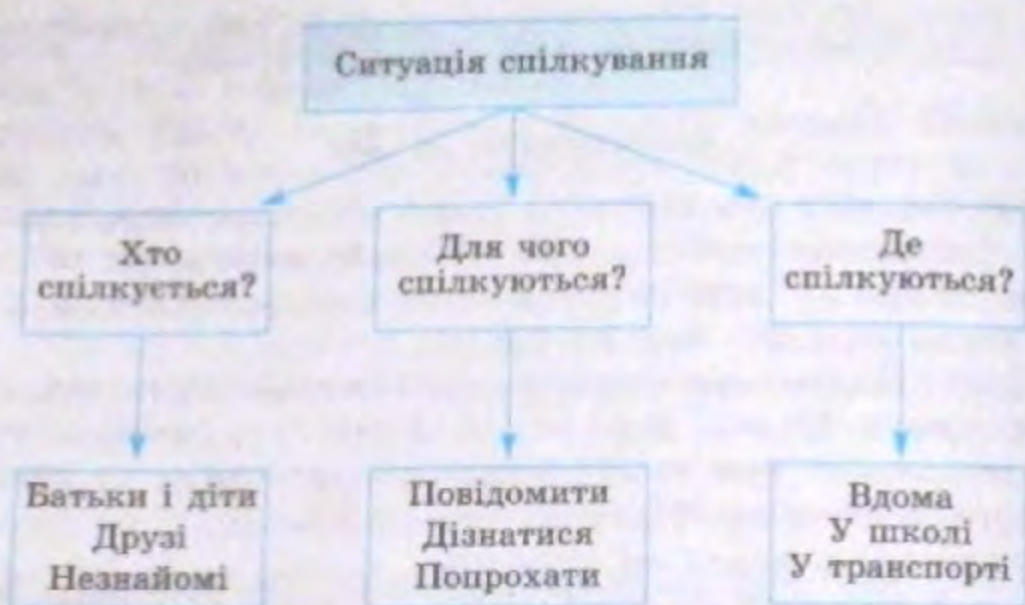 Ситуація спілкування
Хто
спілкується?
Для чого
спілкуються?
Де
спілкуються?
Батьки і діти
Друзі
Незнайомі
Повідомити
Дізнатися
Попрохати
Вдома
У школі
У транспорті